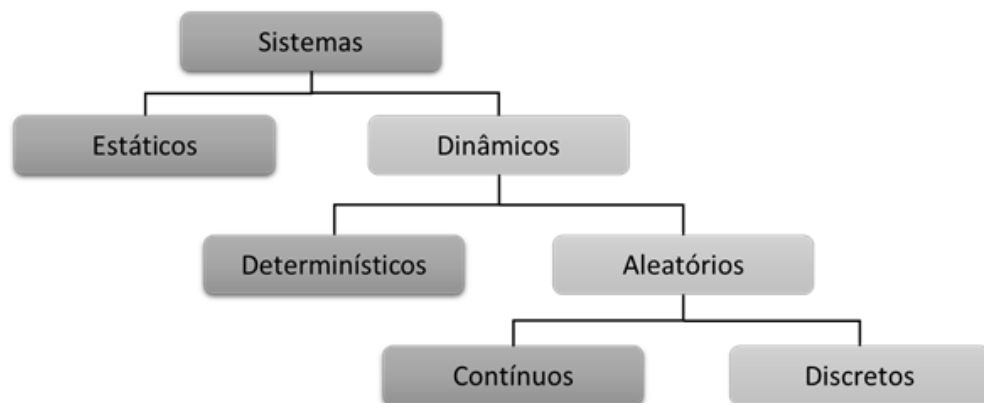 Sistemas
Estáticos
Dinâmicos
Determinísticos
Aleatórios
Contínuos
Discretos